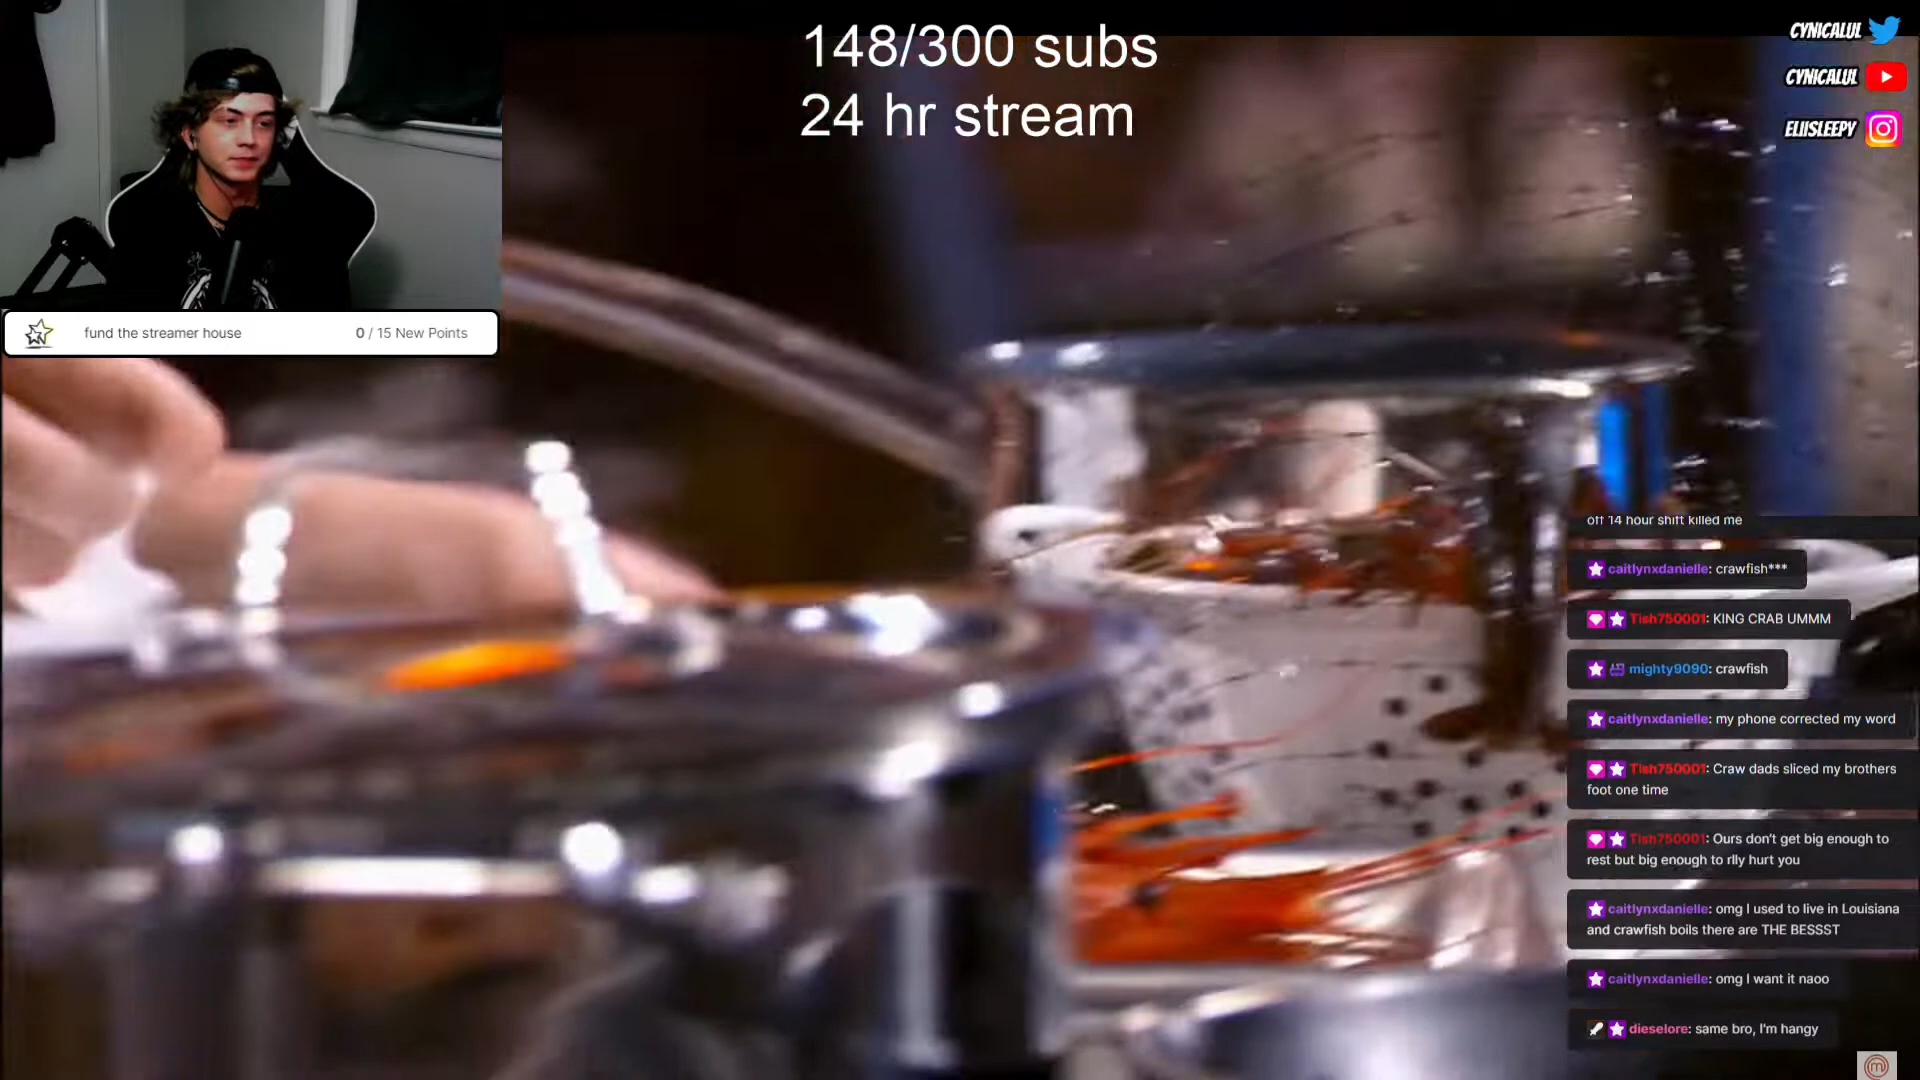 148/300 subs
24 hr stream
CYNICALUL
CYNICALUL
ELIISLEEPY
fund the streamer house 0 / 15 New Points
off 14 hour shift killed me
caitlynxdanielle: crawfish***
Tish750001: KING CRAB UMMM
mighty9090: crawfish
caitlynxdanielle: my phone corrected my word
Tish750001: Craw dads sliced my brothers
foot one time
Tish750001: Ours don't get big enough to
rest but big enough to rlly hurt you
caitlynxdanielle: omg I used to live in Louisiana
and crawfish boils there are THE BESSST
caitlynxdanielle: omg I want it naoo
dieselore: same bro, I'm hangy